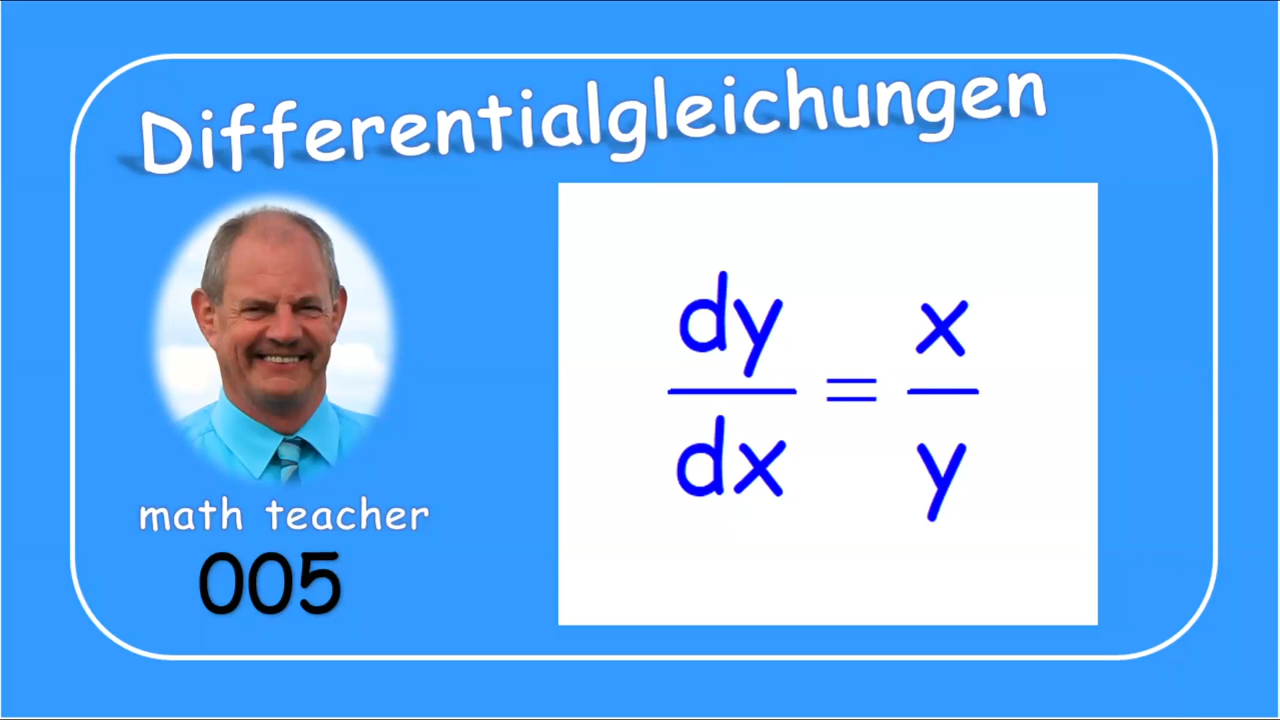 Differentialgleichungen
dy/dx = x/y
math teacher
005